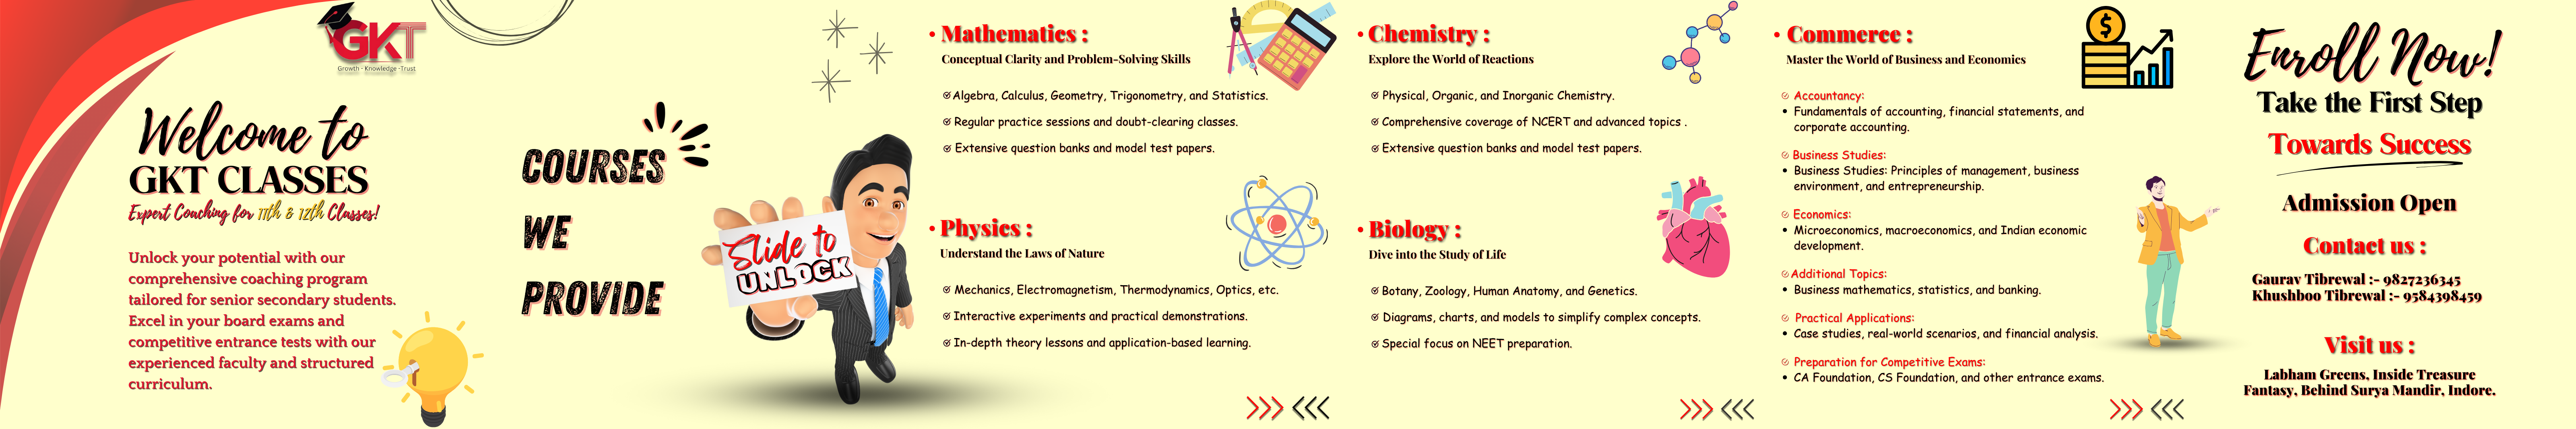 GKT
Growth - Knowledge -Trust
Welcome to
GKT CLASSES
Expert Coaching for 11th & 12th Classes!
Unlock your potential with our
comprehensive coaching program
tailored for senior secondary students.
Excel in your board exams and
competitive entrance tests with our
experienced faculty and structured
curriculum.
COURSES
WE
PROVIDE
Slide to
UNLOCK
• Mathematics :
Conceptual Clarity and Problem-Solving Skills
Algebra, Calculus, Geometry, Trigonometry, and Statistics.
Regular practice sessions and doubt-clearing classes.
Extensive question banks and model test papers.
• Physics :
Understand the Laws of Nature
Mechanics, Electromagnetism, Thermodynamics, Optics, etc.
Interactive experiments and practical demonstrations.
In-depth theory lessons and application-based learning.
• Chemistry :
Explore the World of Reactions
Physical, Organic, and Inorganic Chemistry.
Comprehensive coverage of NCERT and advanced topics .
Extensive question banks and model test papers.
• Biology :
Dive into the Study of Life
Botany, Zoology, Human Anatomy, and Genetics.
Diagrams, charts, and models to simplify complex concepts.
Special focus on NEET preparation.
• Commerce :
Master the World of Business and Economics
Accountancy:
• Fundamentals of accounting, financial statements, and
corporate accounting.
Business Studies:
• Business Studies: Principles of management, business
environment, and entrepreneurship.
Economics:
• Microeconomics, macroeconomics, and Indian economic
development.
Additional Topics:
• Business mathematics, statistics, and banking.
Practical Applications:
• Case studies, real-world scenarios, and financial analysis.
Preparation for Competitive Exams:
• CA Foundation, CS Foundation, and other entrance exams.
$
Enroll Now!
Take the First Step
Towards Success
Admission Open
Contact us :
Gaurav Tibrewal :- 9827236345
Khushboo Tibrewal :- 9584398459
Visit us :
Labham Greens, Inside Treasure
Fantasy, Behind Surya Mandir, Indore.